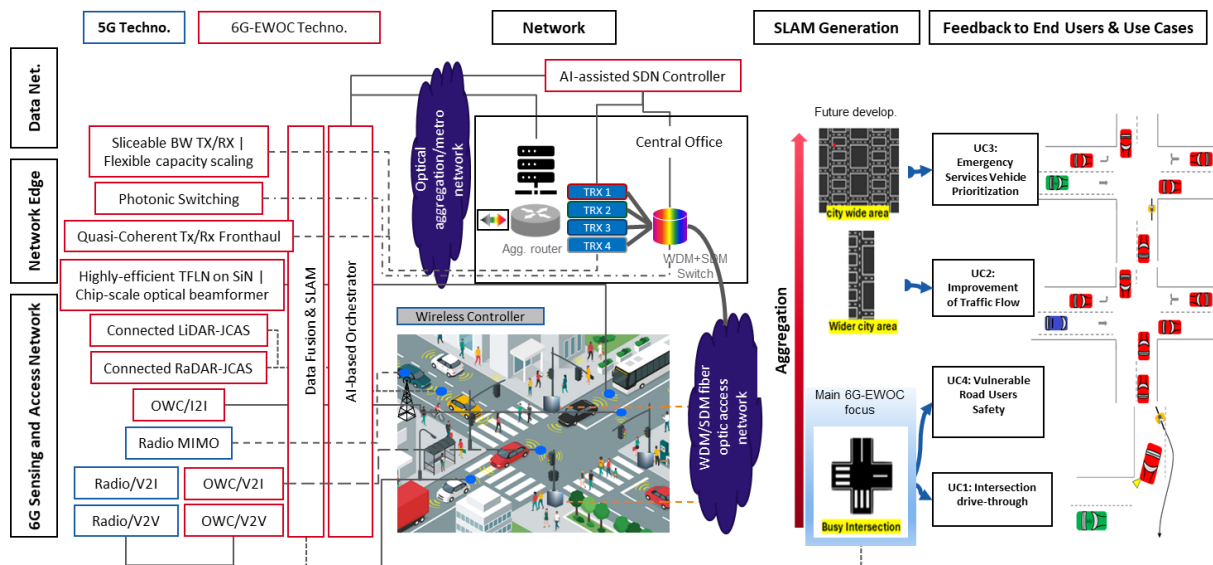 5G Techno.
6G-EWOC Techno.
Network
SLAM Generation
Feedback to End Users & Use Cases
Data Net.
Network Edge
6G Sensing and Access Network
Sliceable BW TX/RX |
Flexible capacity scaling
Photonic Switching
Quasi-Coherent Tx/Rx Fronthaul
Highly-efficient TFLN on SiN |
Chip-scale optical beamformer
Connected LiDAR-JCAS
Connected RaDAR-JCAS
OWC/I2I
Radio MIMO
Radio/V2I
OWC/V2I
Radio/V2V
OWC/V2V
Data Fusion & SLAM
AI-based Orchestrator
AI-assisted SDN Controller
Optical
aggregation/metro
network
Central Office
TRX 1
TRX 2
TRX 3
TRX 4
Agg. router
WDM+SDM
Switch
Wireless Controller
WDM/SDM fiber
optic access
network
Aggregation
Future develop.
city wide area
Wider city area
Main 6G-EWOC
focus
Busy Intersection
UC3:
Emergency
Services Vehicle
Prioritization
UC2:
Improvement
of Traffic Flow
UC4: Vulnerable
Road Users
Safety
UC1: Intersection
drive-through